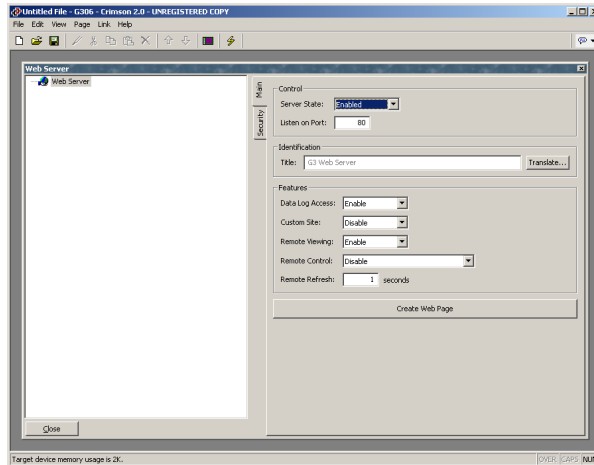 Untitled File - G306 - Crimson 2.0 - UNREGISTERED COPY
File Edit View Page Link Help
Web Server
Web Server
Main
Security
Control
Server State: Enabled
Listen on Port: 80
Identification
Title: G3 Web Server Translate...
Features
Data Log Access: Enable
Custom Site: Disable
Remote Viewing: Enable
Remote Control: Disable
Remote Refresh: 1 seconds
Create Web Page
Close
Target device memory usage is 2K.
OVER CAPS NUM